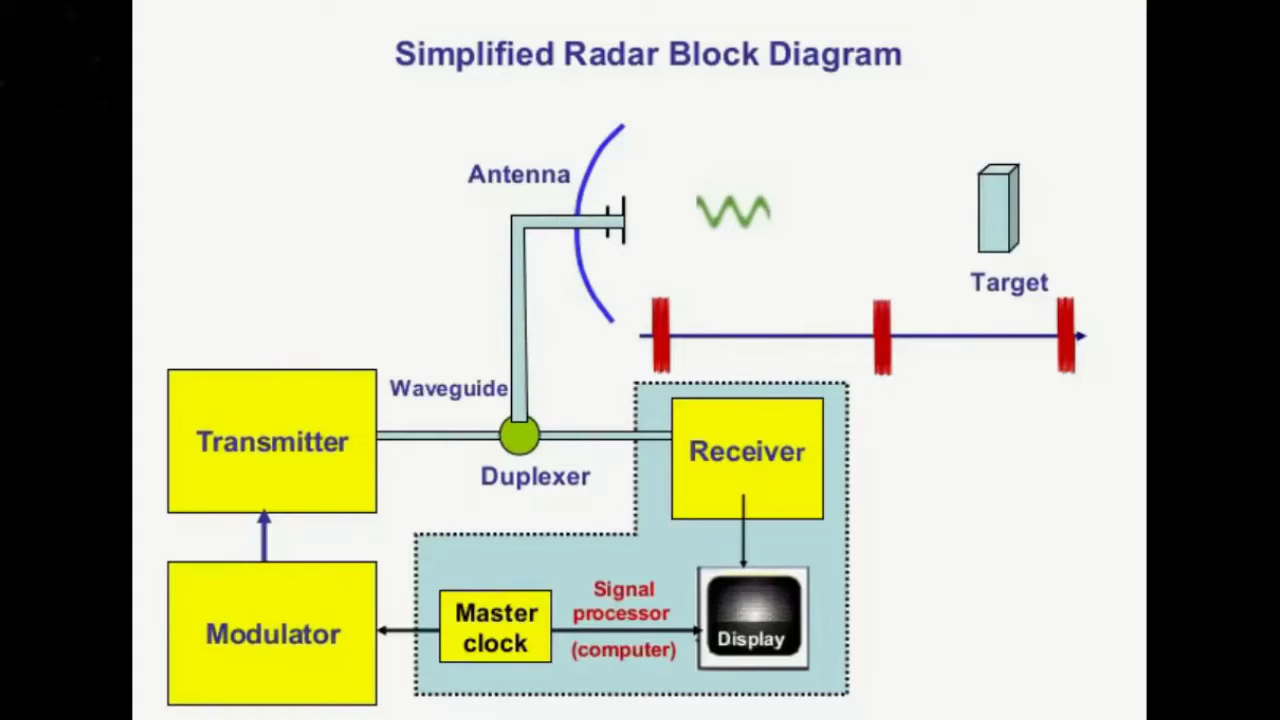 Simplified Radar Block Diagram
Antenna
Target
Waveguide
Transmitter
Receiver
Duplexer
Signal
processor
(computer)
Master
clock
Modulator
Display